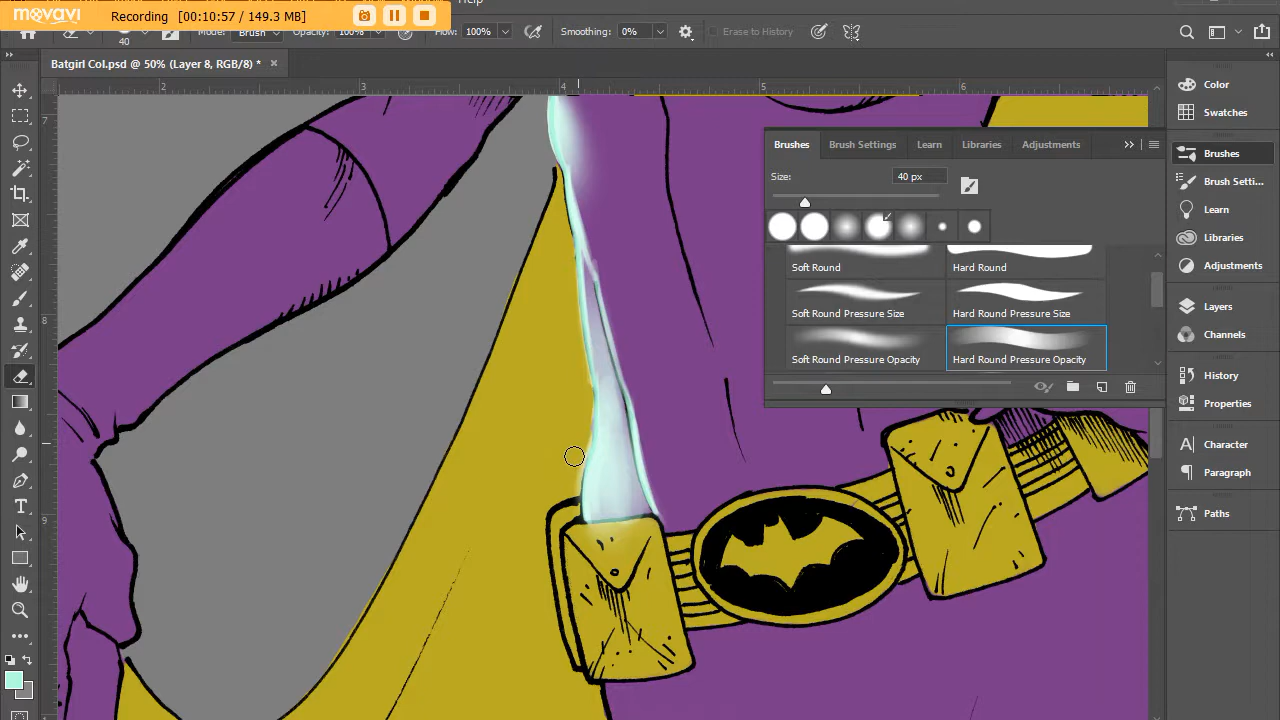 movavi Recording [00:10:57 / 149.3 MB]
Help
40 Mode: Brush Opacity: 100% Flow: 100% Smoothing: 0% Erase to History
Batgirl Col.psd @ 50% (Layer 8, RGB/8) * ×
2 3 4 5 6
7
8
9
Brushes Brush Settings Learn Libraries Adjustments
Size: 40 px
Soft Round Hard Round
Soft Round Pressure Size Hard Round Pressure Size
Soft Round Pressure Opacity Hard Round Pressure Opacity
Color
Swatches
Brushes
Brush Setti...
Learn
Libraries
Adjustments
Layers
Channels
History
Properties
Character
Paragraph
Paths